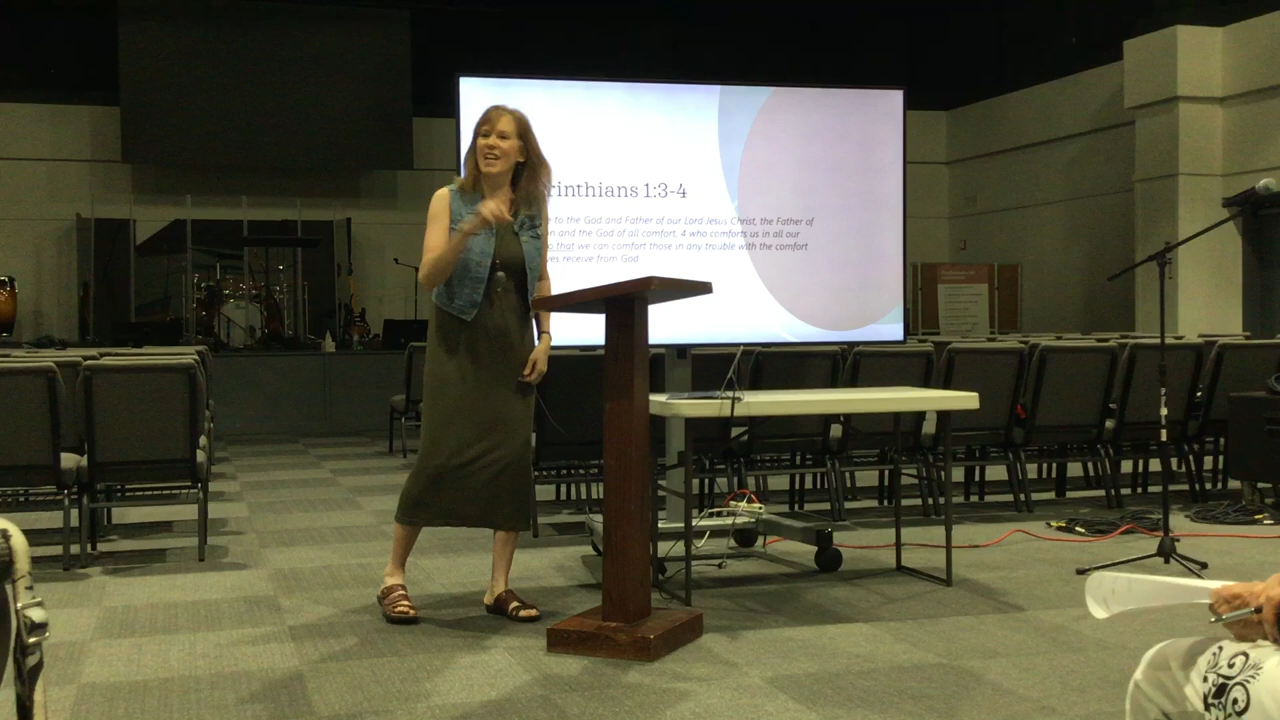 rinthians 1:3-4
e to the God and Father of our Lord Jesus Christ, the Father of
n and the God of all comfort, 4 who comforts us in all our
o that we can comfort those in any trouble with the comfort
ves receive from God